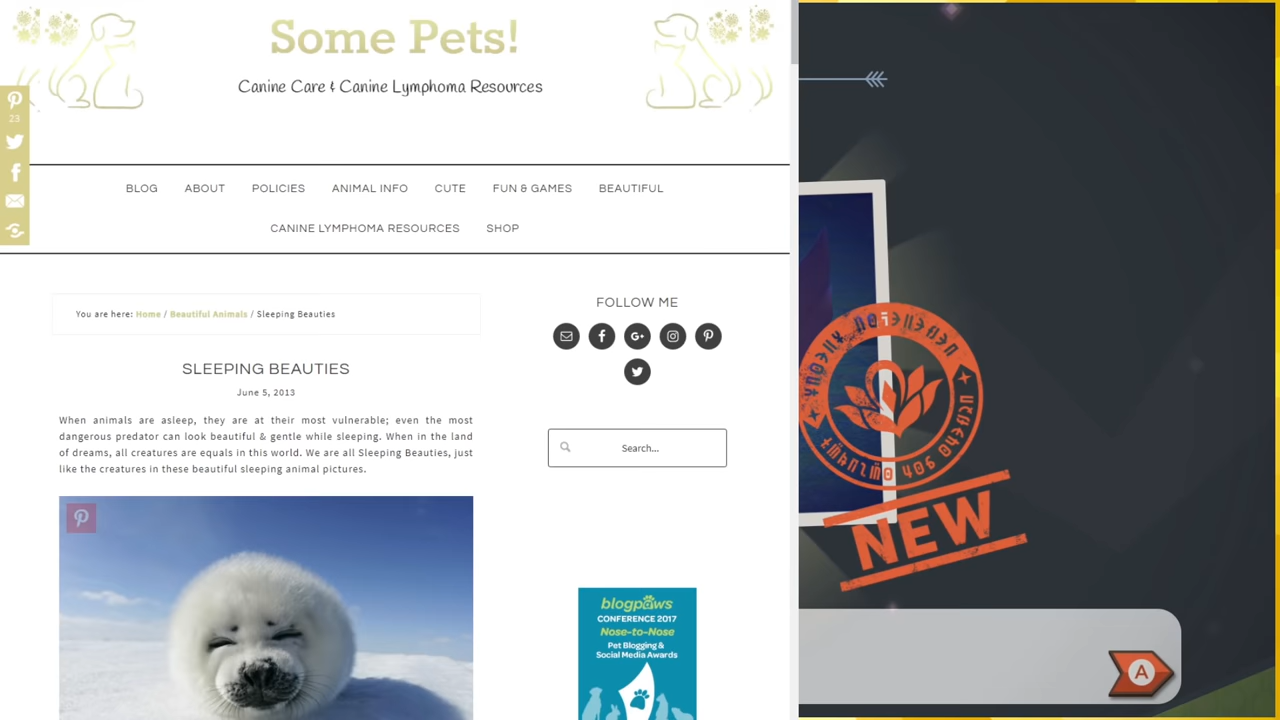 Some Pets!
Canine Care & Canine Lymphoma Resources
23
BLOG ABOUT POLICIES ANIMAL INFO CUTE FUN & GAMES BEAUTIFUL
CANINE LYMPHOMA RESOURCES SHOP
You are here: Home / Beautiful Animals / Sleeping Beauties
SLEEPING BEAUTIES
June 5, 2013
When animals are asleep, they are at their most vulnerable; even the most
dangerous predator can look beautiful & gentle while sleeping. When in the land
of dreams, all creatures are equals in this world. We are all Sleeping Beauties, just
like the creatures in these beautiful sleeping animal pictures.
FOLLOW ME
G+
Search...
blogpaws
CONFERENCE 2017
Nose-to-Nose
Pet Blogging &
Social Media Awards
NEW
A